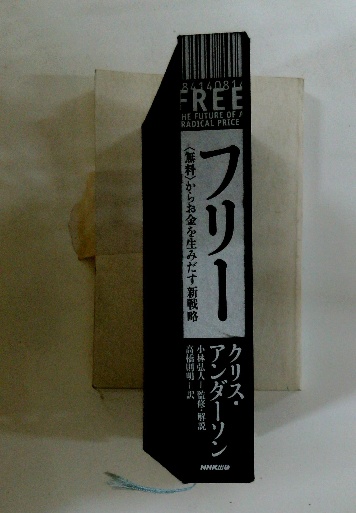 8414081
FREE
THE FUTURE OF A
RADICAL PRICE
フリー
〈無料〉からお金を生みだす新戦略
クリス・
アンダーソン
小林弘人=監修・解説
高橋則明=訳
NHK出版